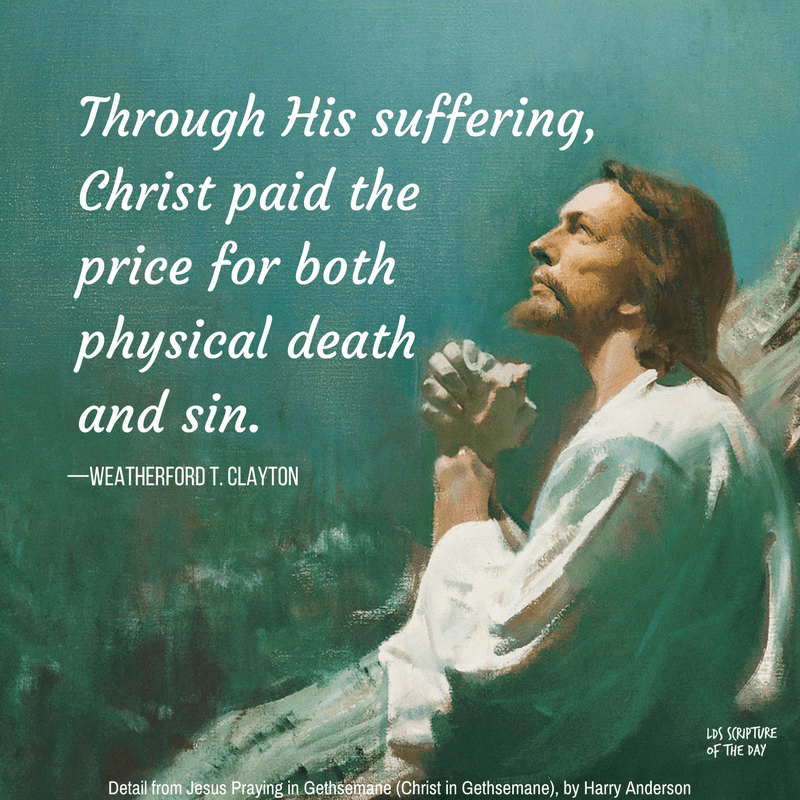 Through His suffering,
Christ paid the
price for both
physical death
and sin.
—WEATHERFORD T. CLAYTON
LDS SCRIPTURE
OF THE DAY
Detail from Jesus Praying in Gethsemane (Christ in Gethsemane), by Harry Anderson